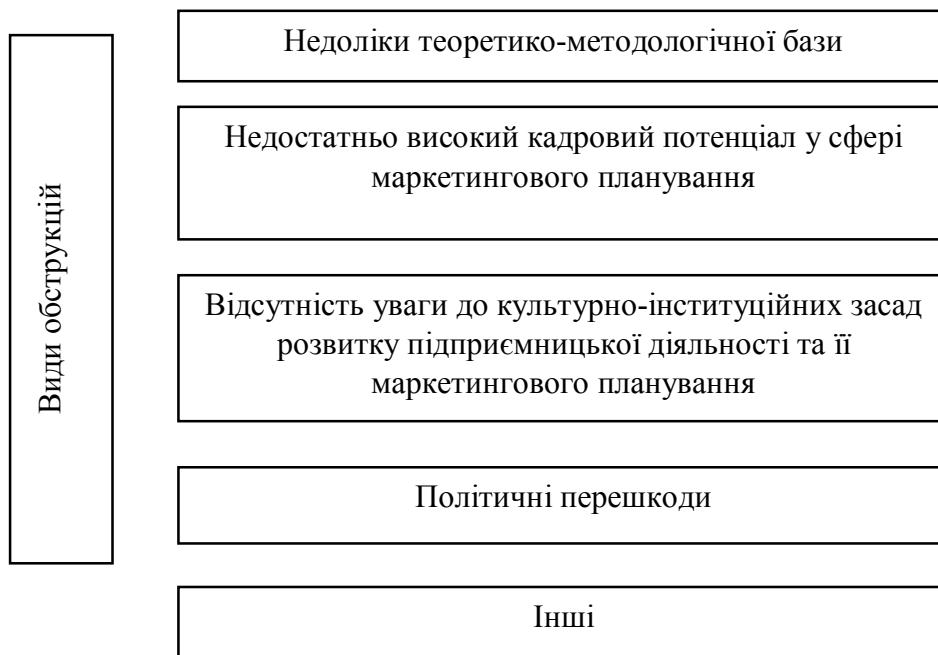 Види обструкцій
Недоліки теоретико-методологічної бази
Недостатньо високий кадровий потенціал у сфері
маркетингового планування
Відсутність уваги до культурно-інституційних засад
розвитку підприємницької діяльності та її
маркетингового планування
Політичні перешкоди
Інші